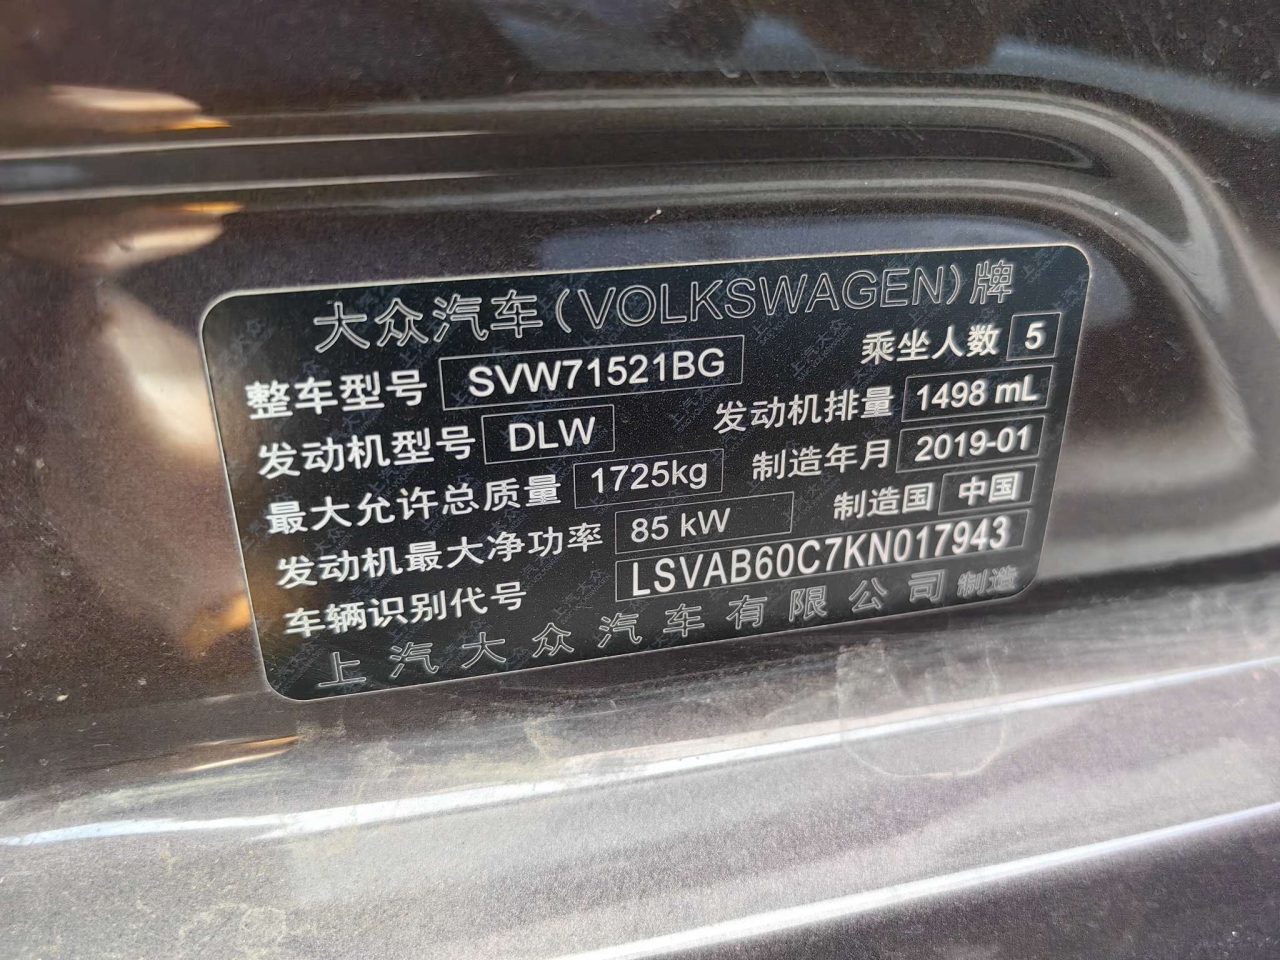 大众汽车(VOLKSWAGEN)牌
整车型号 SVW71521BG 乘坐人数 5
发动机型号 DLW 发动机排量 1498 mL
最大允许总质量 1725kg 制造年月 2019-01
发动机最大净功率 85 kW 制造国 中国
车辆识别代号 LSVAB60C7KN017943
上汽大众汽车有限公司 制造